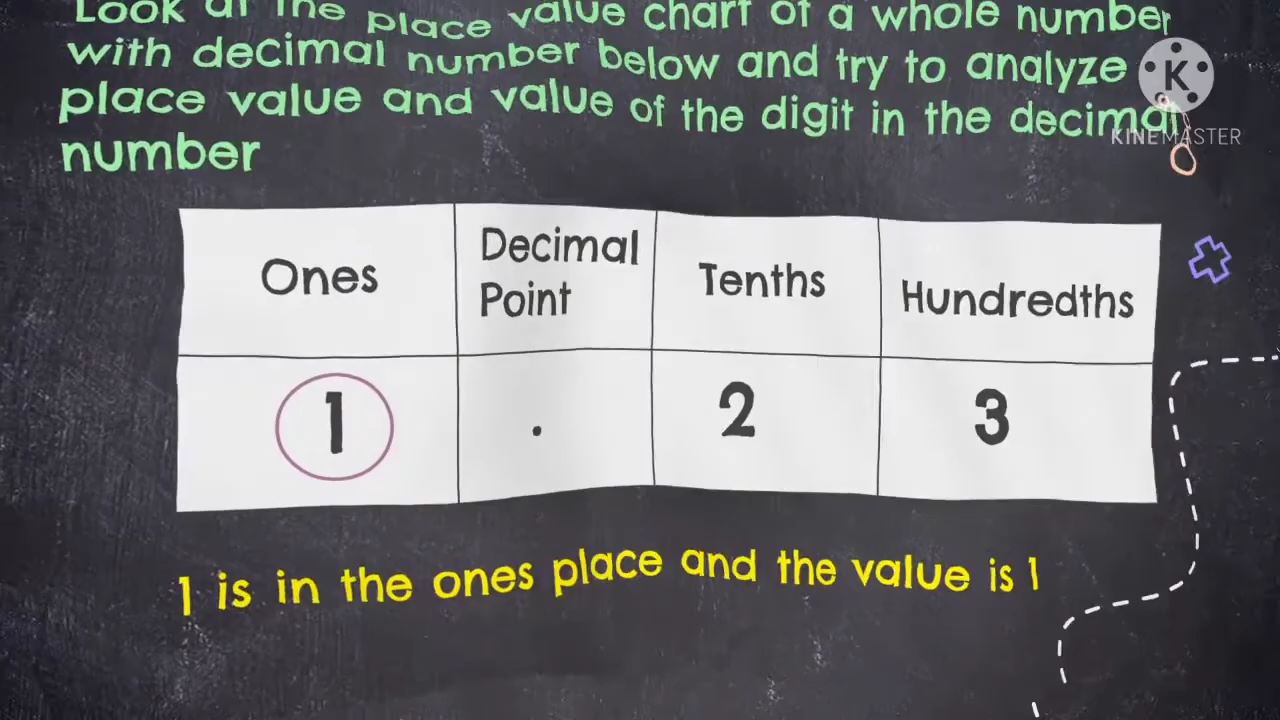 Look at the place value chart of a whole number
with decimal number below and try to analyze
place value and value of the digit in the decimal
number
K
KINEMASTER
Ones
Decimal
Point
Tenths
Hundredths
1
.
2
3
1 is in the ones place and the value is 1